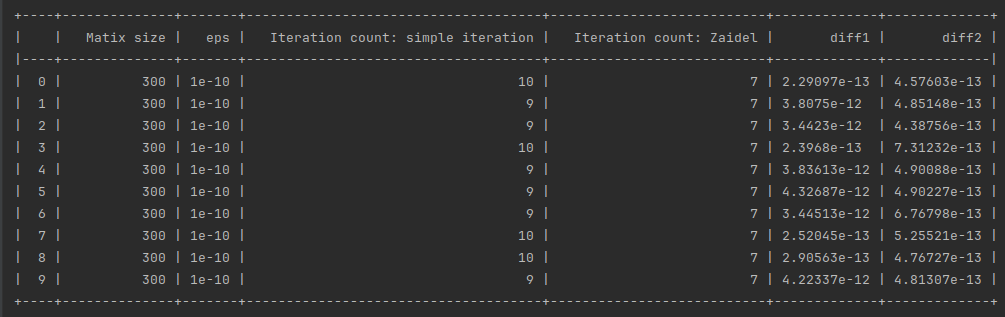 +----+--------------+-------+-------------------------------------+---------------------------+-------------+-------------+
|    |   Matix size |   eps |   Iteration count: simple iteration |   Iteration count: Zaidel |       diff1 |       diff2 |
|----+--------------+-------+-------------------------------------+---------------------------+-------------+-------------|
|  0 |          300 | 1e-10 |                                  10 |                         7 | 2.29097e-13 | 4.57603e-13 |
|  1 |          300 | 1e-10 |                                   9 |                         7 | 3.8075e-12  | 4.85148e-13 |
|  2 |          300 | 1e-10 |                                   9 |                         7 | 3.4423e-12  | 4.38756e-13 |
|  3 |          300 | 1e-10 |                                  10 |                         7 | 2.3968e-13  | 7.31232e-13 |
|  4 |          300 | 1e-10 |                                   9 |                         7 | 3.83613e-12 | 4.90088e-13 |
|  5 |          300 | 1e-10 |                                   9 |                         7 | 4.32687e-12 | 4.90227e-13 |
|  6 |          300 | 1e-10 |                                   9 |                         7 | 3.44513e-12 | 6.76798e-13 |
|  7 |          300 | 1e-10 |                                  10 |                         7 | 2.52045e-13 | 5.25521e-13 |
|  8 |          300 | 1e-10 |                                  10 |                         7 | 2.90563e-13 | 4.76727e-13 |
|  9 |          300 | 1e-10 |                                   9 |                         7 | 4.22337e-12 | 4.81307e-13 |
+----+--------------+-------+-------------------------------------+---------------------------+-------------+-------------+